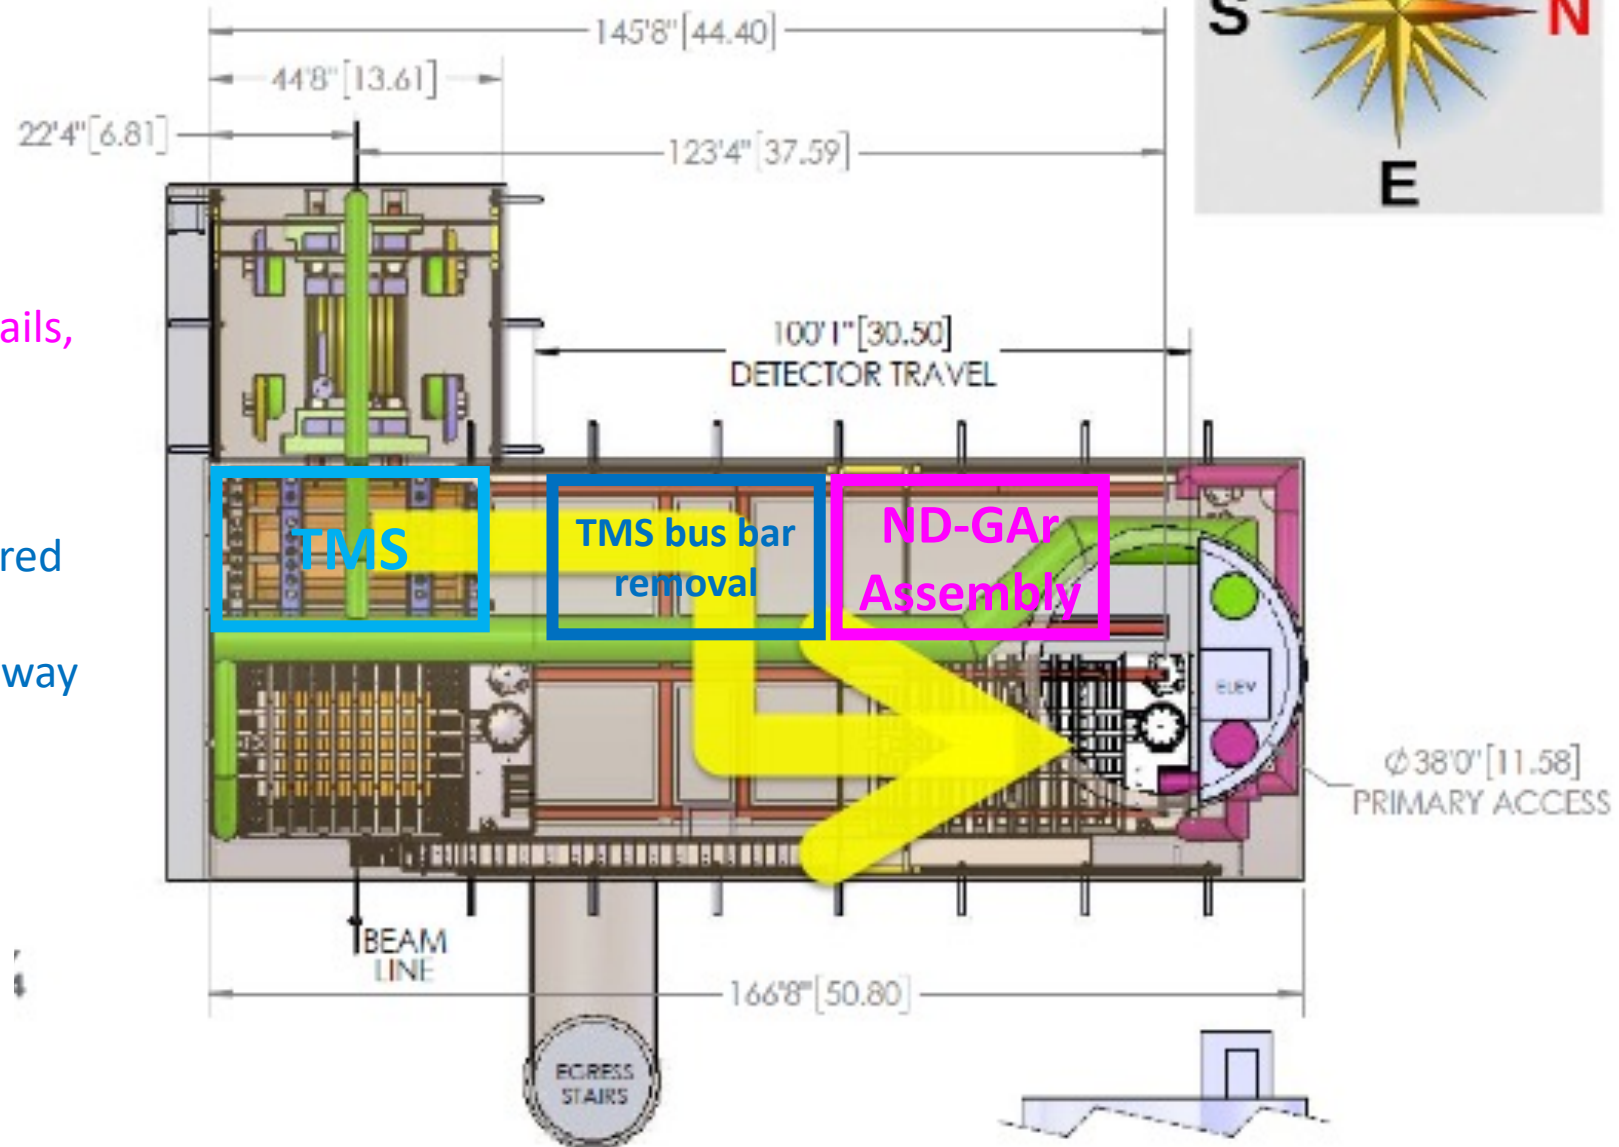 145'8"[44.40]
S
N
44'8"[13.61]
22'4"[6.81]
123'4"[37.59]
E
ails,
100'1"[30.50]
DETECTOR TRAVEL
TMS
TMS bus bar
removal
ND-GAr
Assembly
red
way
ELEV
Ø38'0"[11.58]
PRIMARY ACCESS
BEAM
LINE
166'8"[50.80]
EGRESS
STAIRS